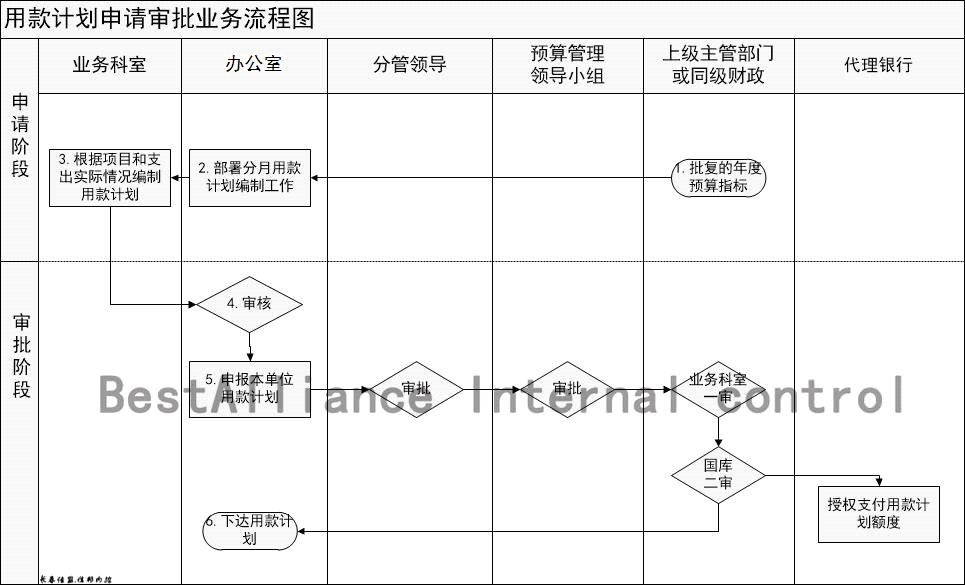 用款计划申请审批业务流程图
业务科室
办公室
分管领导
预算管理
领导小组
上级主管部门
或同级财政
代理银行
申请阶段
3. 根据项目和支
出实际情况编制
用款计划
2. 部署分月用款
计划编制工作
1. 批复的年度
预算指标
审批阶段
4. 审核
5. 申报本单位
用款计划
审批
审批
业务科室
一审
BestAlliance Internal control
国库
二审
授权支付用款计
划额度
6. 下达用款计
划